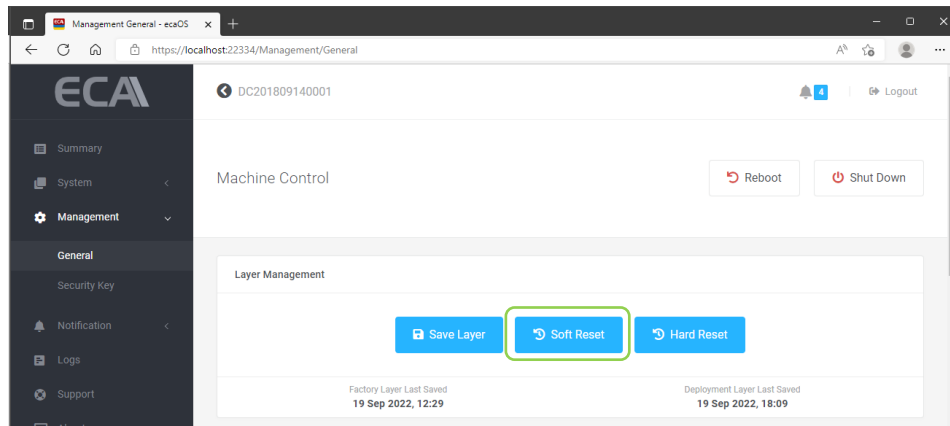 Management General - ecaOS
https://localhost:22334/Management/General
ECA
DC201809140001
4
Logout
Summary
System
Machine Control
Reboot
Shut Down
Management
General
Layer Management
Security Key
Save Layer
Soft Reset
Hard Reset
Notification
Logs
Support
Factory Layer Last Saved
Deployment Layer Last Saved
19 Sep 2022, 12:29
19 Sep 2022, 18:09